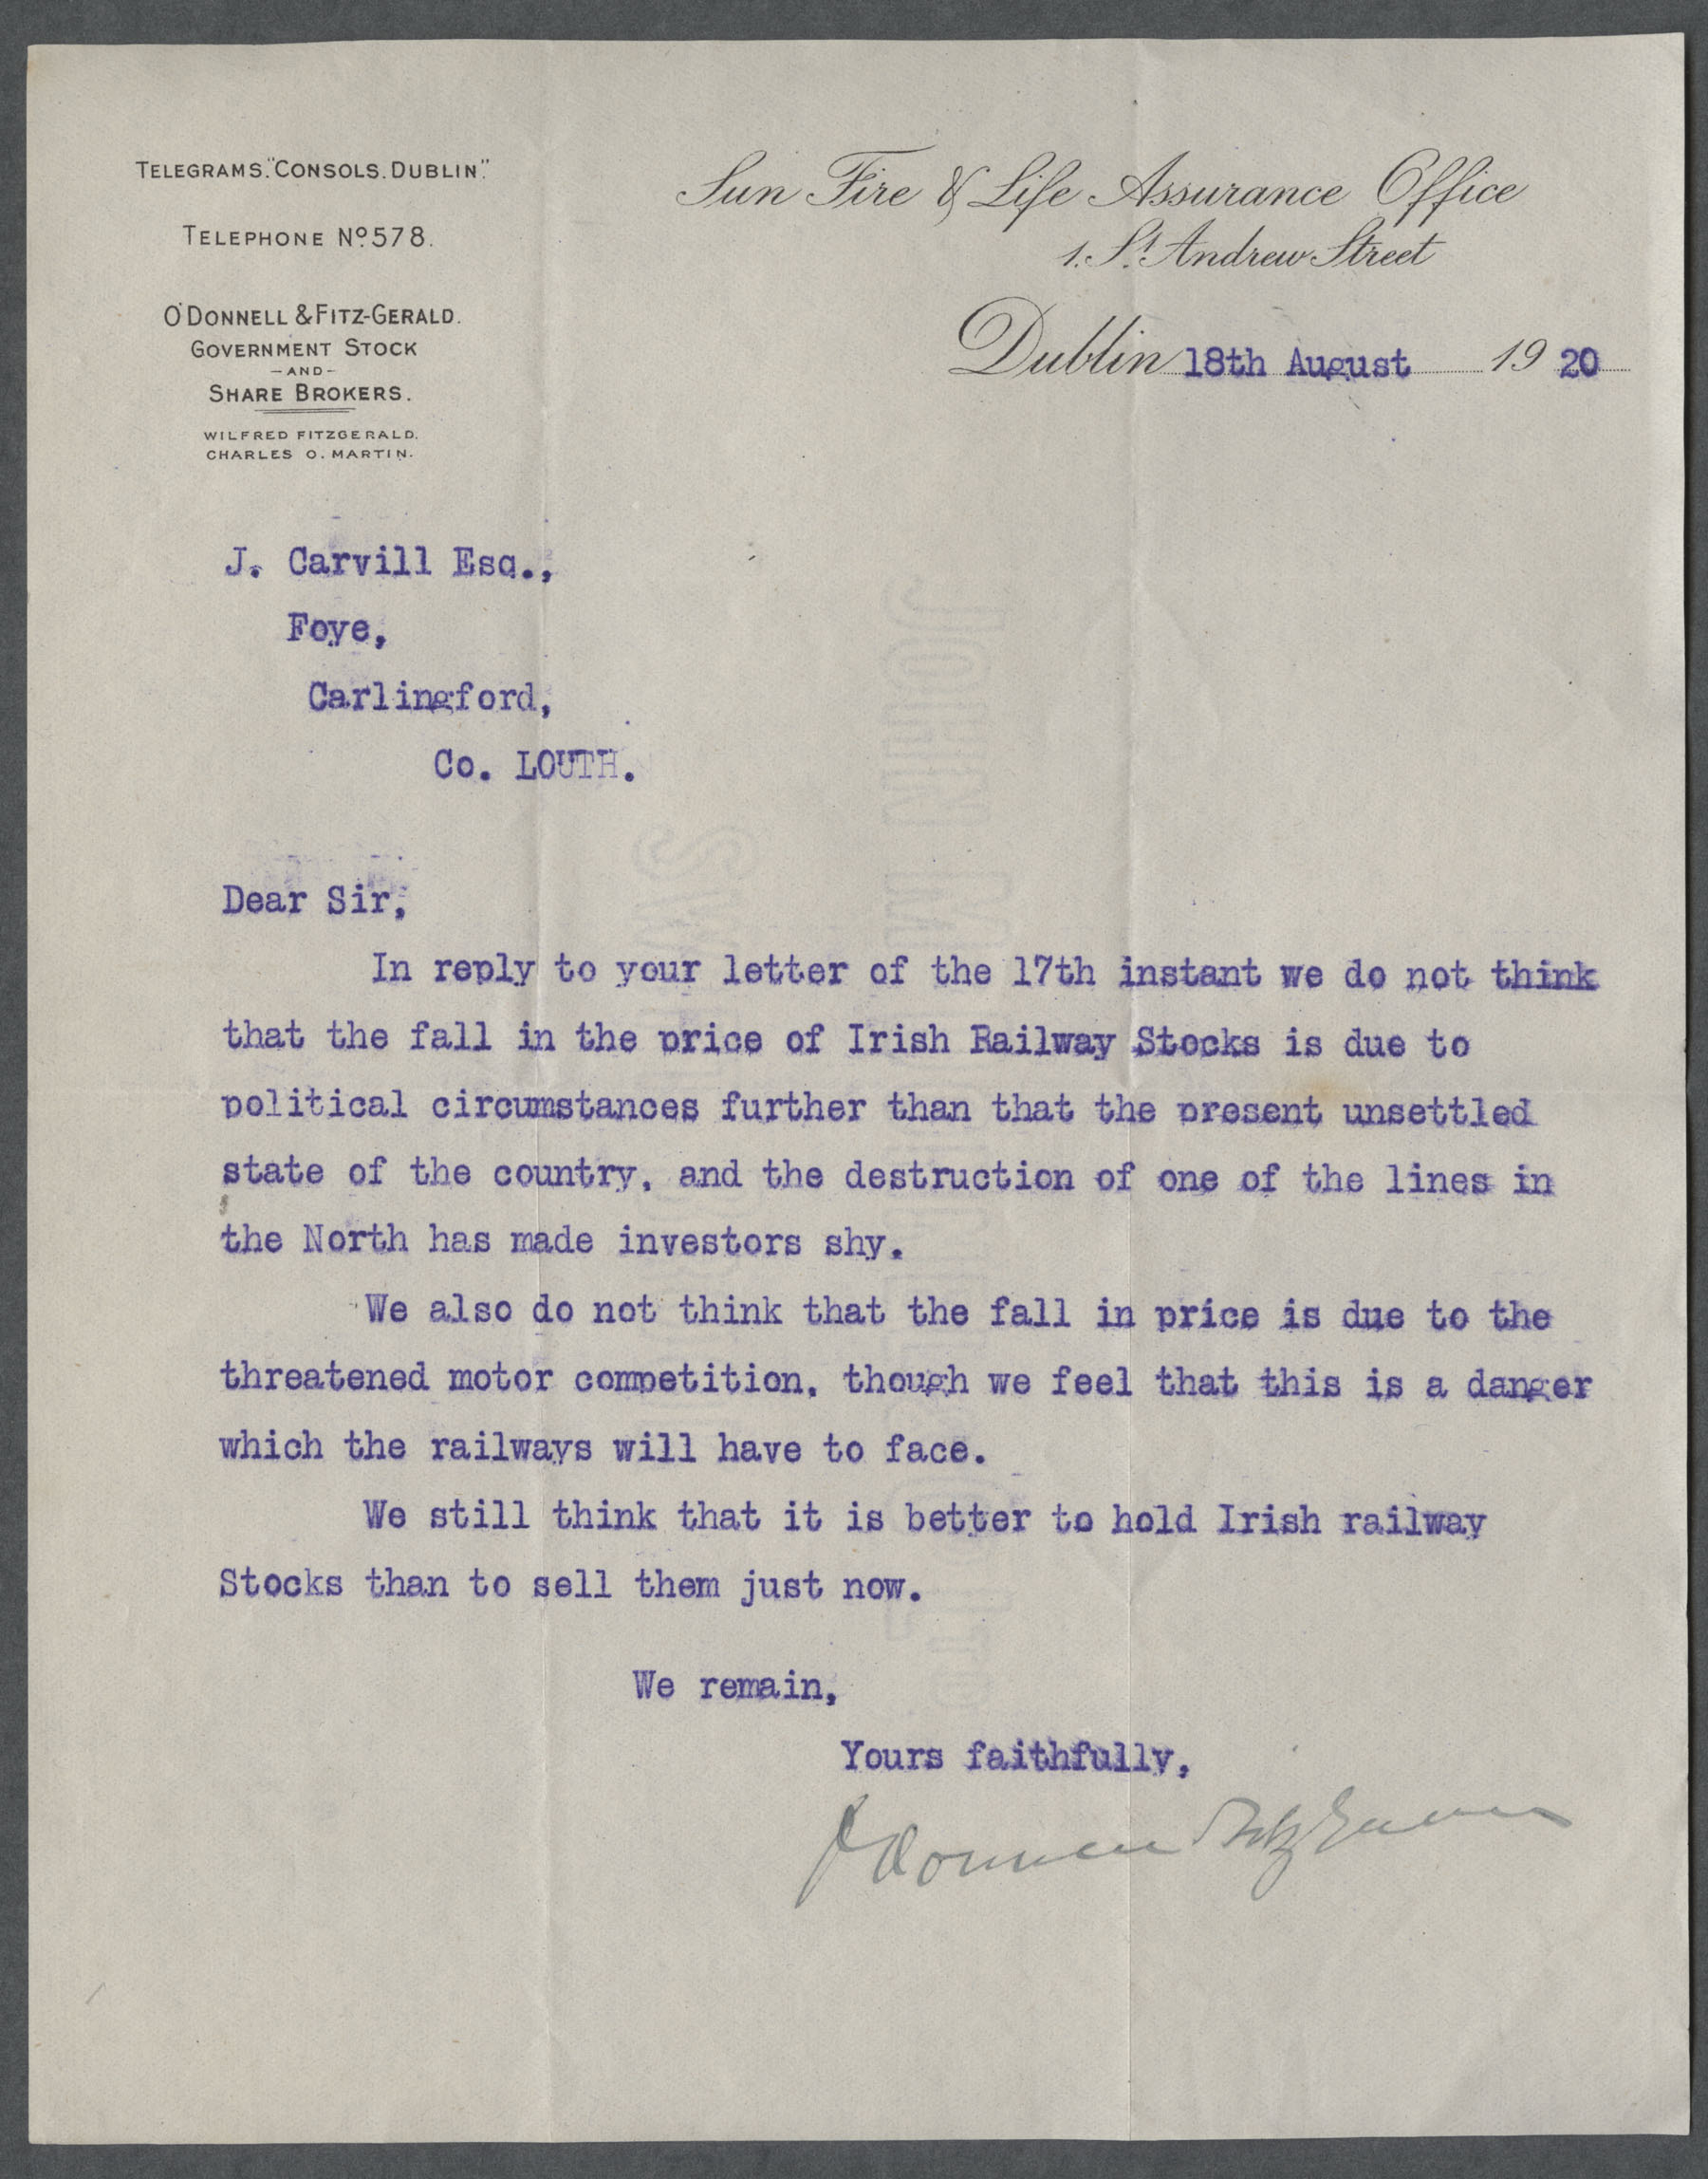 TELEGRAMS. "CONSOLS. DUBLIN."
TELEPHONE Nº 578.
O'DONNELL & FITZ-GERALD.
GOVERNMENT STOCK
- AND -
SHARE BROKERS.
WILFRED FITZGERALD.
CHARLES O. MARTIN.
Sun Fire & Life Assurance Office
1. St. Andrew Street
Dublin 18th August 1920
J. Carvill Esq.,
Foye,
Carlingford,
Co. LOUTH.
Dear Sir,
In reply to your letter of the 17th instant we do not think
that the fall in the price of Irish Railway Stocks is due to
political circumstances further than that the present unsettled
state of the country, and the destruction of one of the lines in
the North has made investors shy.
We also do not think that the fall in price is due to the
threatened motor competition, though we feel that this is a danger
which the railways will have to face.
We still think that it is better to hold Irish railway
Stocks than to sell them just now.
We remain,
Yours faithfully,
O'Donnell FitzGerald